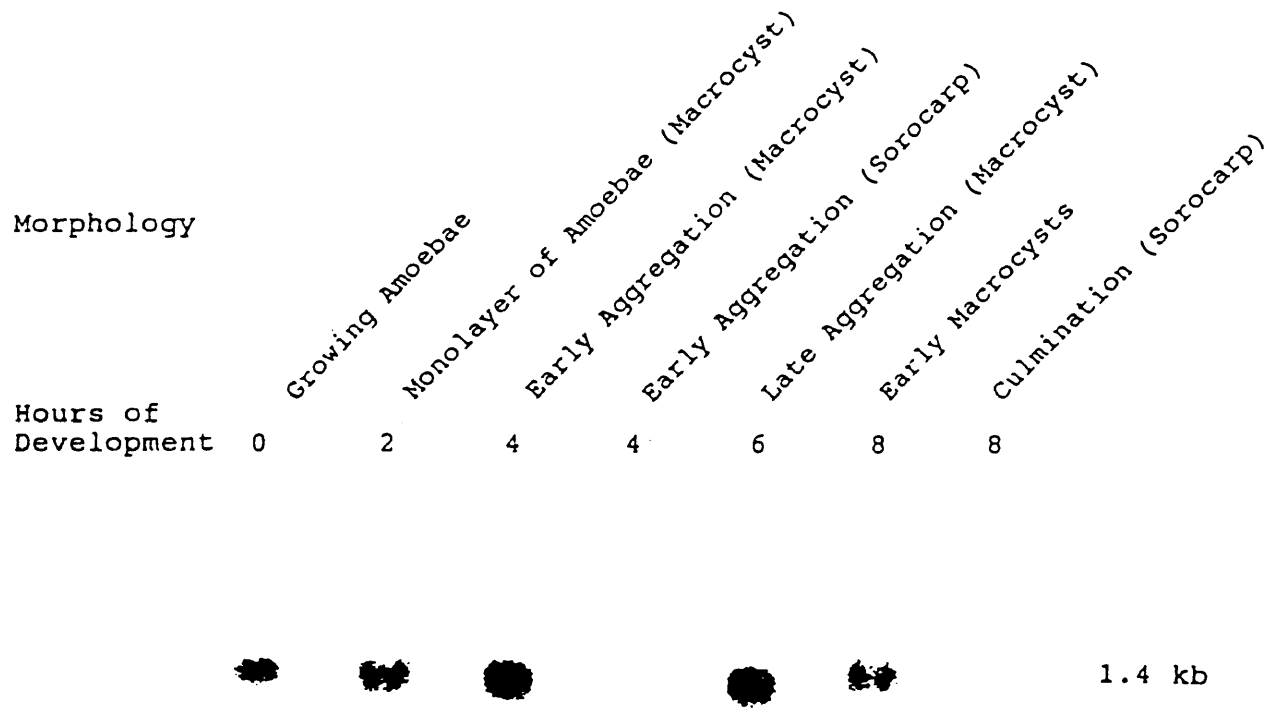 Morphology
Growing Amoebae
Monolayer of Amoebae (Macrocyst)
Early Aggregation (Macrocyst)
Early Aggregation (Sorocarp)
Late Aggregation (Macrocyst)
Early Macrocysts
Culmination (Sorocarp)
Hours of
Development 0 2 4 4 6 8 8
1.4 kb